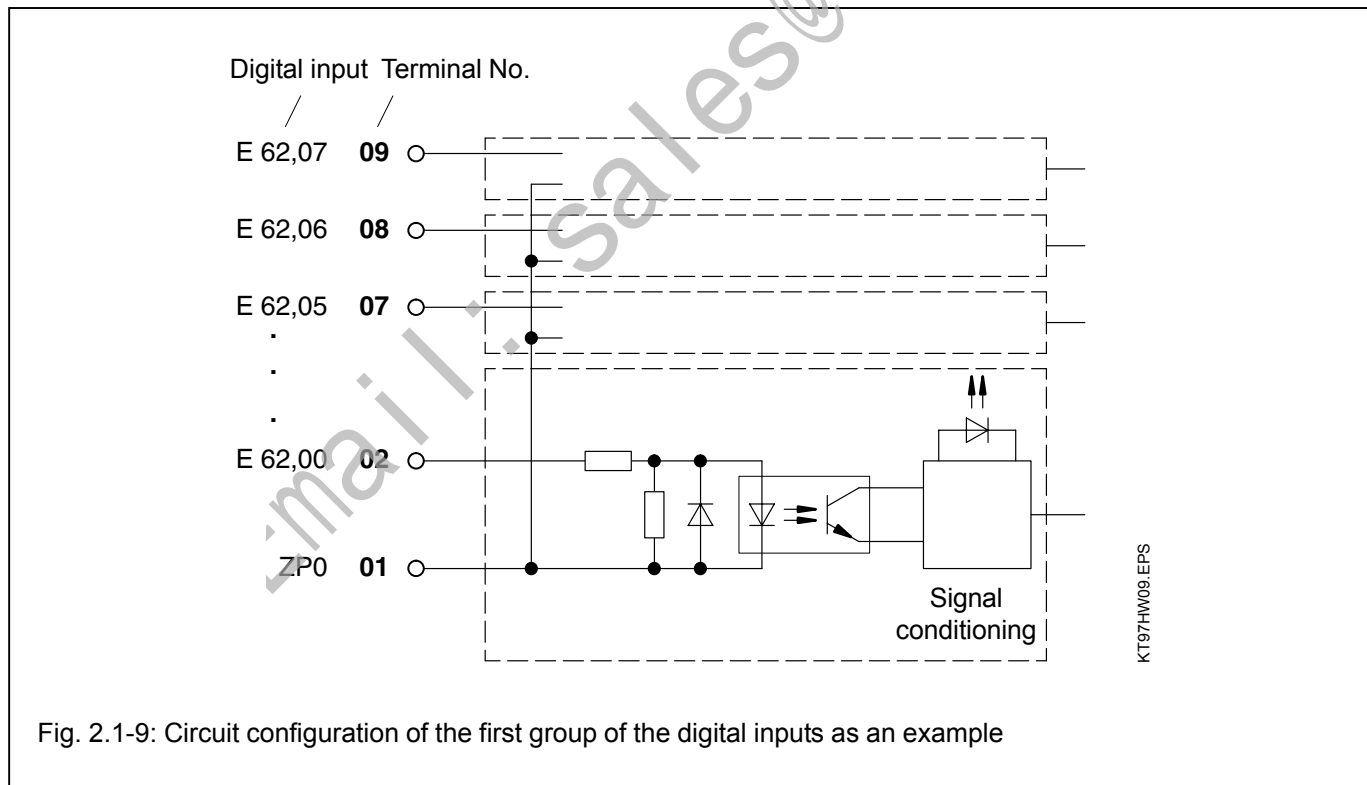 Digital input Terminal No.
E 62,07 09
E 62,06 08
E 62,05 07
.
.
.
E 62,00 02
ZP0 01
Signal
conditioning
KT97HW09.EPS
Email: sales@
Fig. 2.1-9: Circuit configuration of the first group of the digital inputs as an example